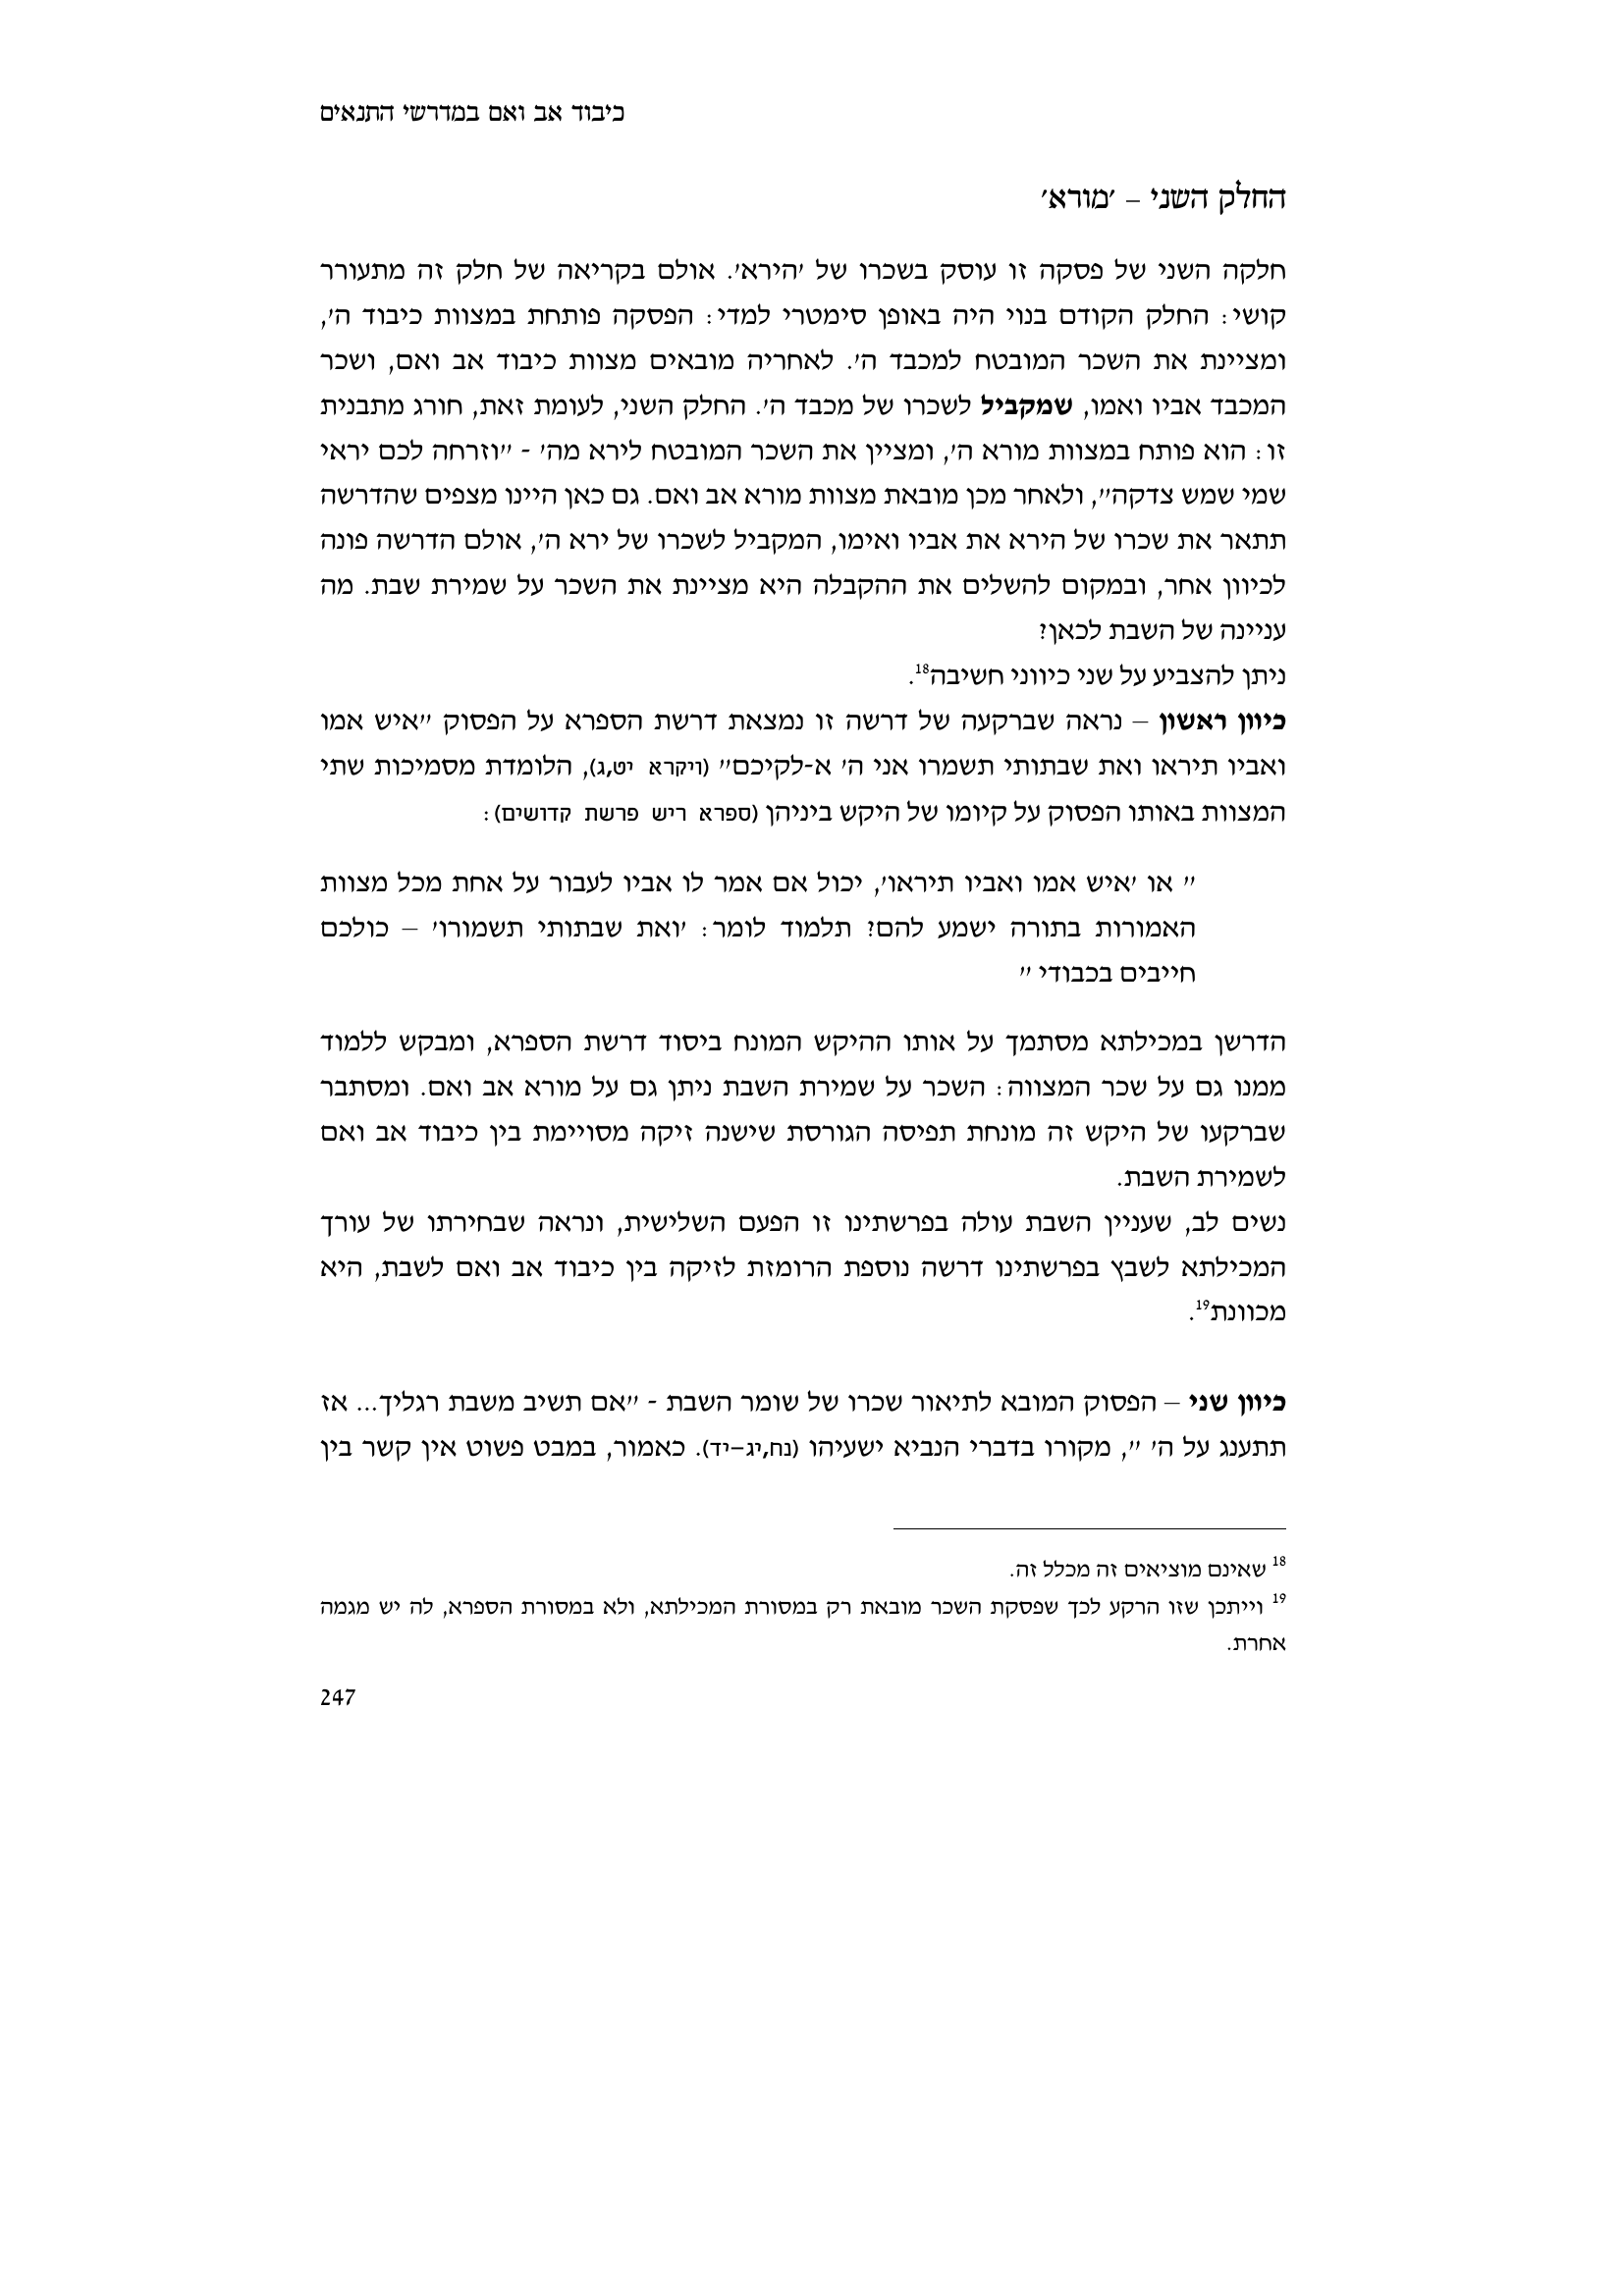 כיבוד אב ואם במדרשי התנאים
החלק השני – 'מורא'
חלקה השני של פסקה זו עוסק בשכרו של 'הירא'. אולם בקריאה של חלק זה מתעורר
קושי: החלק הקודם בנוי היה באופן סימטרי למדי: הפסקה פותחת במצוות כיבוד ה',
ומציינת את השכר המובטח למכבד ה'. לאחריה מובאים מצוות כיבוד אב ואם, ושכר
המכבד אביו ואמו, שמקביל לשכרו של מכבד ה'. החלק השני, לעומת זאת, חורג מתבנית
זו: הוא פותח במצוות מורא ה', ומציין את השכר המובטח לירא מה' - "וזרחה לכם יראי
שמי שמש צדקה", ולאחר מכן מובאת מצוות מורא אב ואם. גם כאן היינו מצפים שהדרשה
תתאר את שכרו של הירא את אביו ואימו, המקביל לשכרו של ירא ה', אולם הדרשה פונה
לכיוון אחר, ובמקום להשלים את ההקבלה היא מציינת את השכר על שמירת שבת. מה
עניינה של השבת לכאן?
ניתן להצביע על שני כיווני חשיבה18.
כיוון ראשון – נראה שברקעה של דרשה זו נמצאת דרשת הספרא על הפסוק "איש אמו
ואביו תיראו ואת שבתותי תשמרו אני ה' א-לקיכם" (ויקרא יט,ג), הלומדת מסמיכות שתי
המצוות באותו הפסוק על קיומו של היקש ביניהן (ספרא ריש פרשת קדושים):
" או 'איש אמו ואביו תיראו', יכול אם אמר לו אביו לעבור על אחת מכל מצוות
האמורות בתורה ישמע להם? תלמוד לומר: 'ואת שבתותי תשמורו' – כולכם
חייבים בכבודי "
הדרשן במכילתא מסתמך על אותו ההיקש המונח ביסוד דרשת הספרא, ומבקש ללמוד
ממנו גם על שכר המצווה: השכר על שמירת השבת ניתן גם על מורא אב ואם. ומסתבר
שברקעו של היקש זה מונחת תפיסה הגורסת שישנה זיקה מסויימת בין כיבוד אב ואם
לשמירת השבת.
נשים לב, שעניין השבת עולה בפרשתינו זו הפעם השלישית, ונראה שבחירתו של עורך
המכילתא לשבץ בפרשתינו דרשה נוספת הרומזת לזיקה בין כיבוד אב ואם לשבת, היא
מכוונת19.
כיוון שני – הפסוק המובא לתיאור שכרו של שומר השבת - "אם תשיב משבת רגליך... אז
תתענג על ה' ", מקורו בדברי הנביא ישעיהו (נח,יג–יד). כאמור, במבט פשוט אין קשר בין
18 שאינם מוציאים זה מכלל זה.
19 וייתכן שזו הרקע לכך שפסקת השכר מובאת רק במסורת המכילתא, ולא במסורת הספרא, לה יש מגמה
אחרת.
247